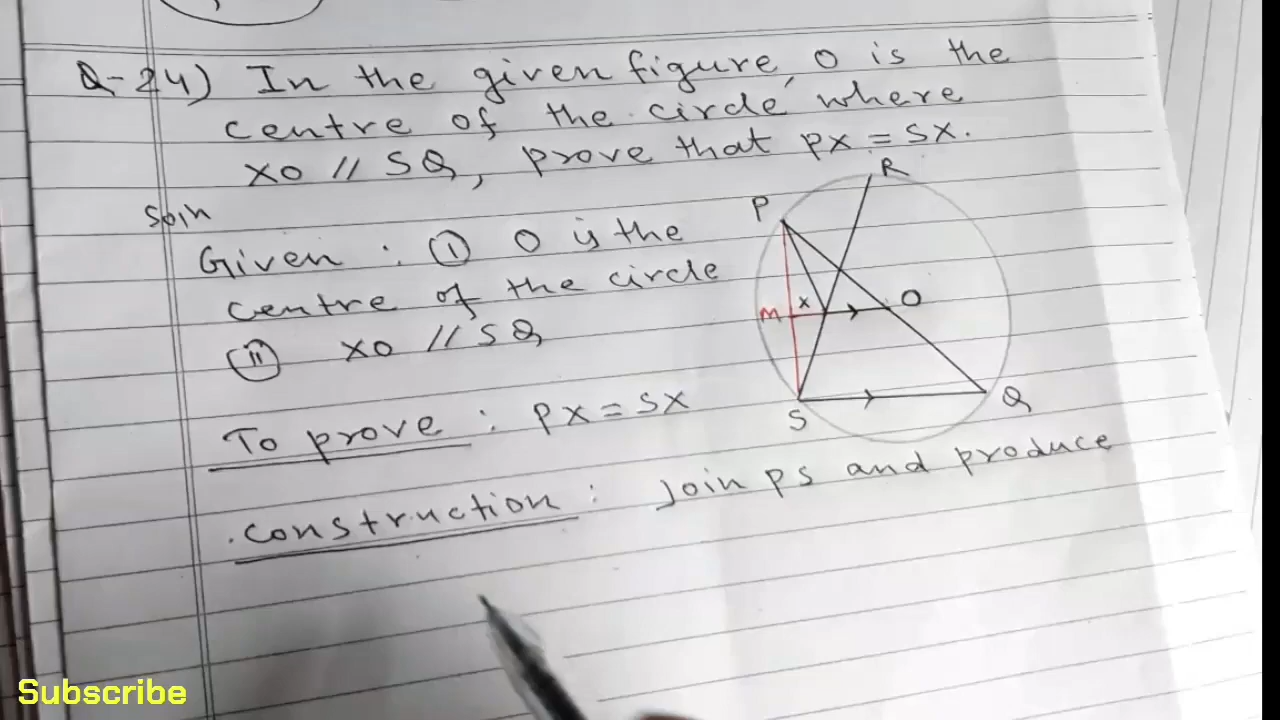 Q-24) In the given figure, O is the
centre of the circle where
XO // SQ, prove that PX = SX.
Soln
Given : (i) O is the
centre of the circle
(ii) XO // SQ
To prove : PX = SX
Construction : Join PS and produce
R
P
M X O
S Q
Subscribe